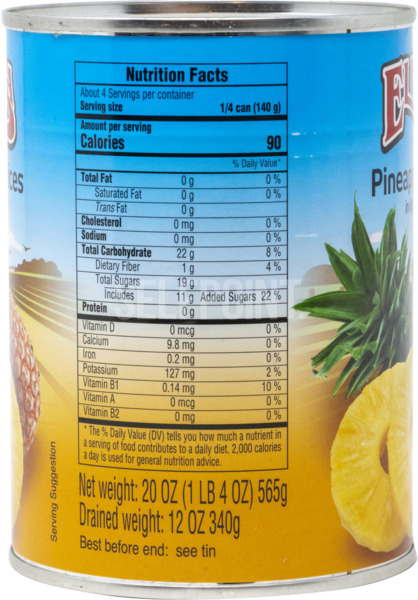 Nutrition Facts
About 4 Servings per container
Serving size 1/4 can (140 g)
Amount per serving
Calories 90
% Daily Value*
Total Fat 0 g 0 %
Saturated Fat 0 g 0 %
Trans Fat 0 g
Cholesterol 0 mg 0 %
Sodium 0 mg 0 %
Total Carbohydrate 22 g 8 %
Dietary Fiber 1 g 4 %
Total Sugars 19 g
Includes 11 g Added Sugars 22 %
Protein 0 g
Vitamin D 0 mcg 0 %
Calcium 9.8 mg 0 %
Iron 0.2 mg 0 %
Potassium 127 mg 2 %
Vitamin B1 0.14 mg 10 %
Vitamin A 0 mcg 0 %
Vitamin B2 0 mg 0 %
* The % Daily Value (DV) tells you how much a nutrient in
a serving of food contributes to a daily diet. 2,000 calories
a day is used for general nutrition advice.
Net weight: 20 OZ (1 LB 4 OZ) 565g
Drained weight: 12 OZ 340g
Best before end: see tin
Serving Suggestion